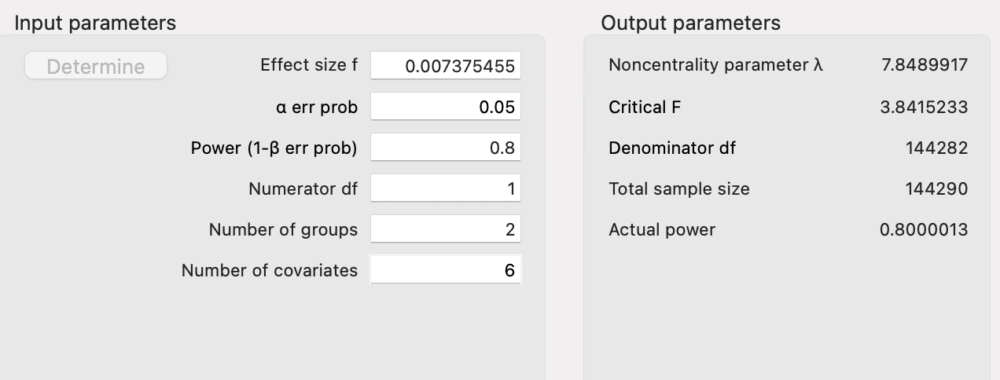 Input parameters
Determine
Effect size f 0.007375455
α err prob 0.05
Power (1-β err prob) 0.8
Numerator df 1
Number of groups 2
Number of covariates 6
Output parameters
Noncentrality parameter λ 7.8489917
Critical F 3.8415233
Denominator df 144282
Total sample size 144290
Actual power 0.8000013